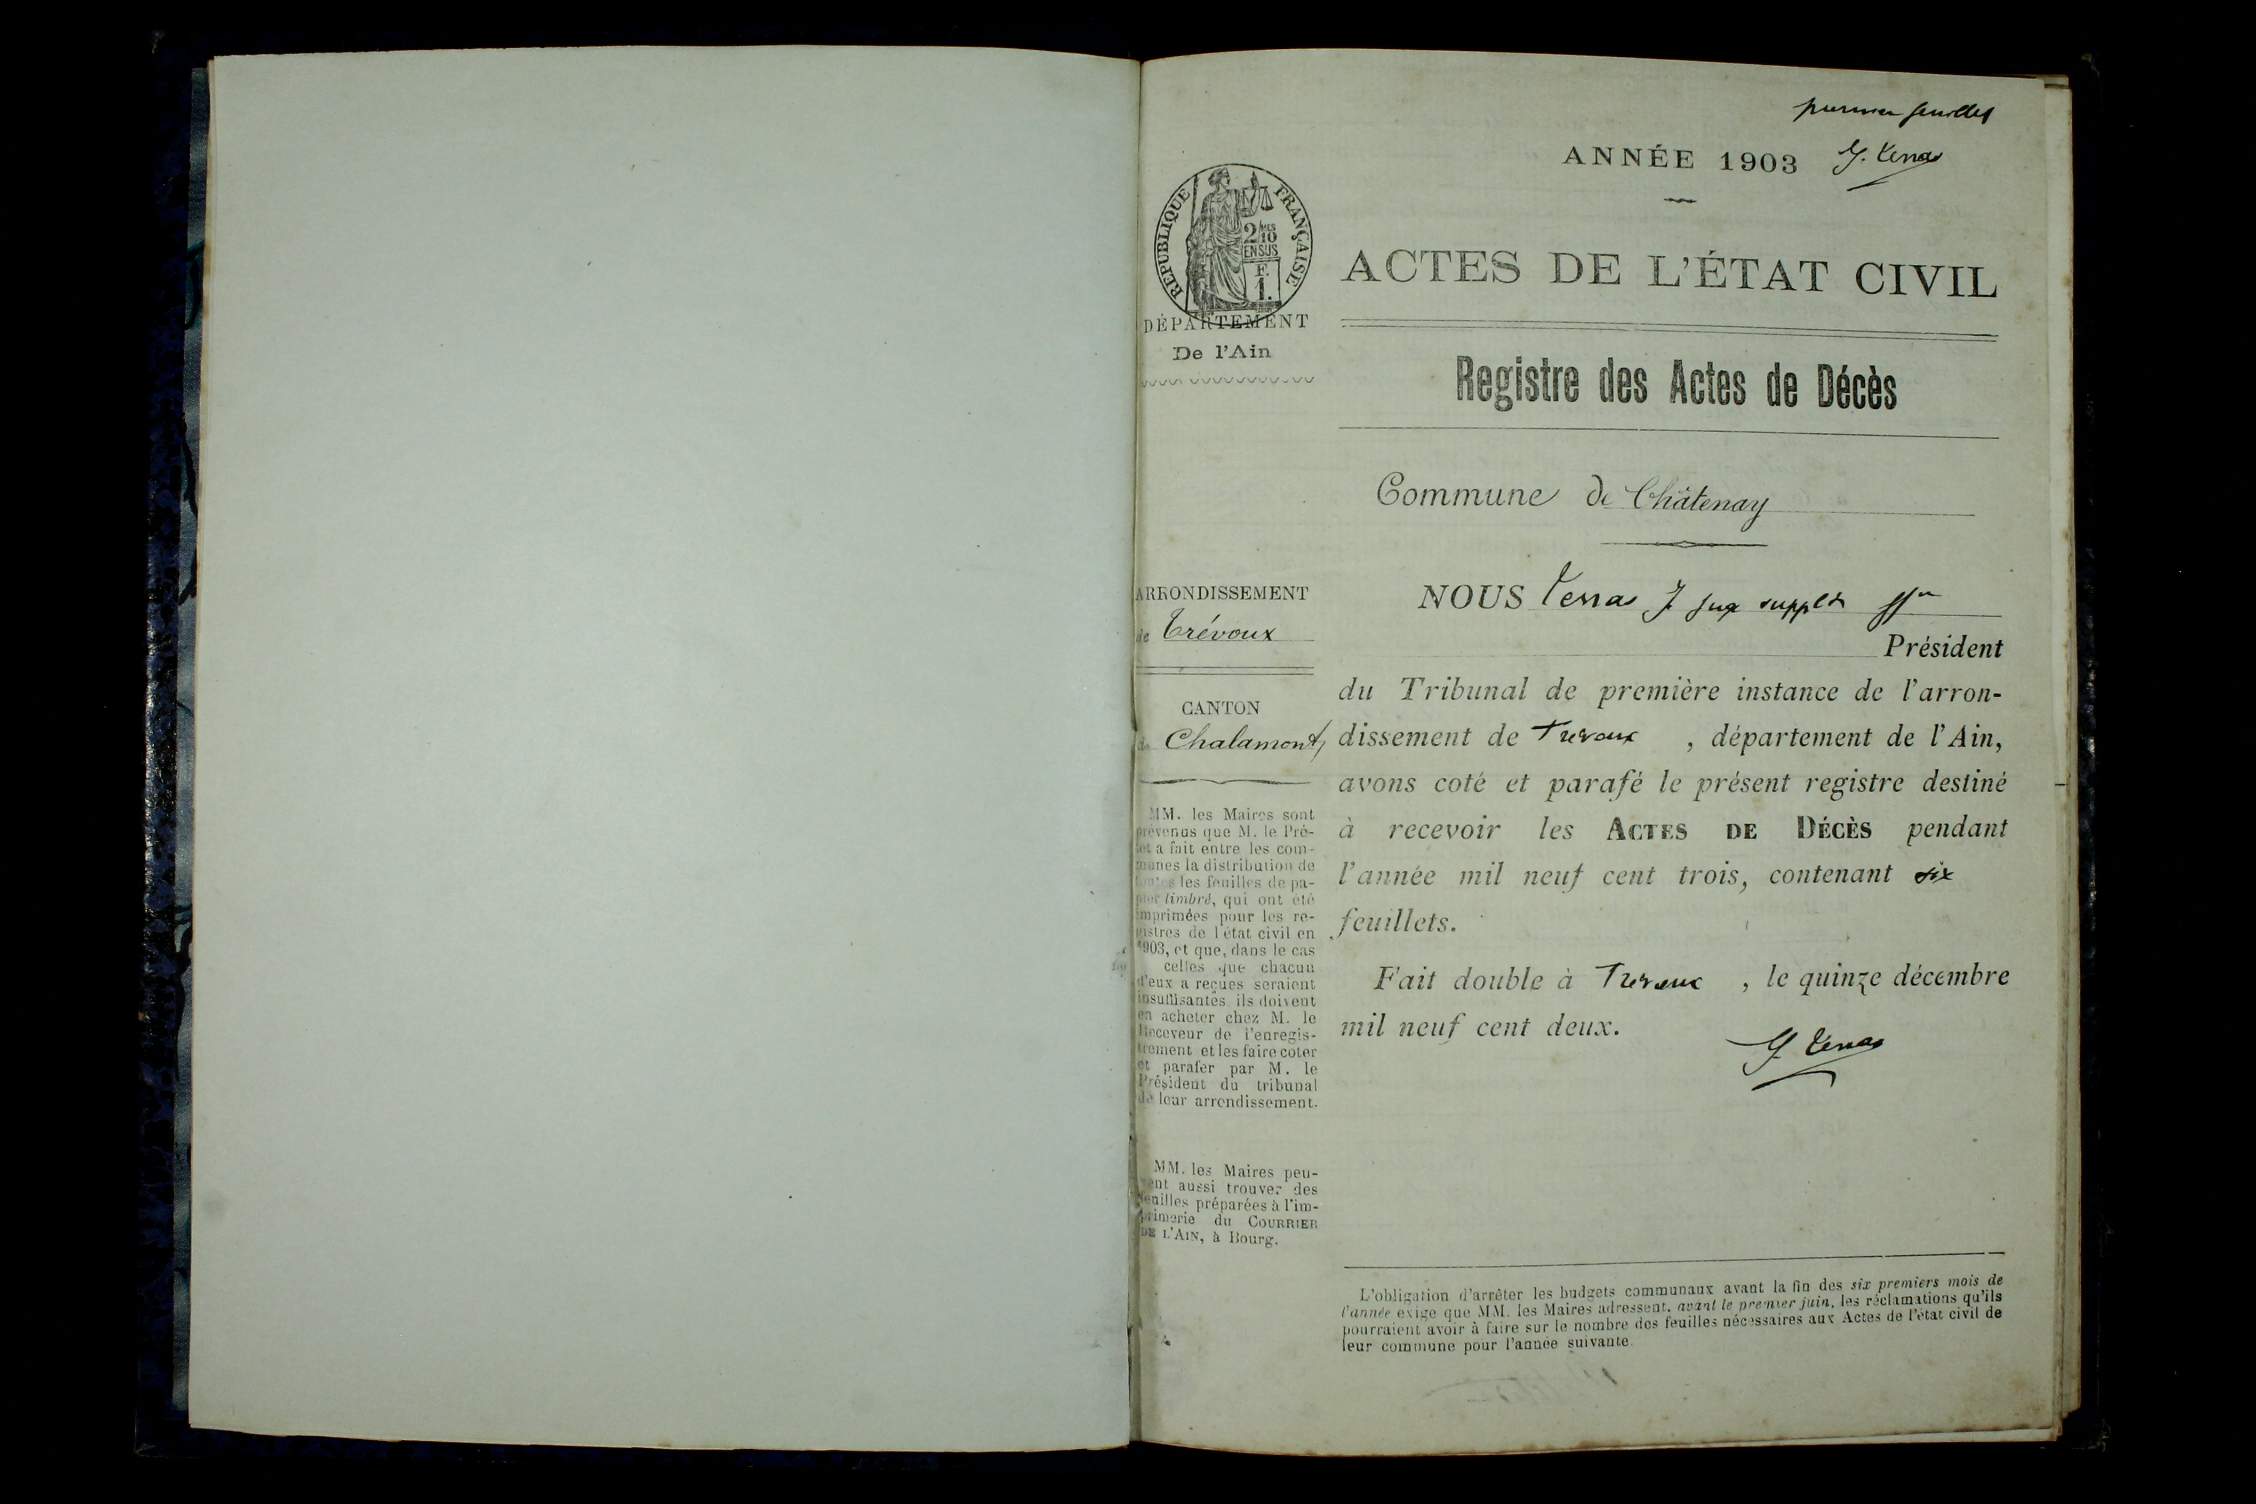 premier feuillet
ANNÉE 1903
RÉPUBLIQUE FRANÇAISE
2/10 MES
EN SUS
F.
1.
DÉPARTEMENT
De l'Ain
ACTES DE L'ÉTAT CIVIL
Registre des Actes de Décès
Commune de Châtenay
ARRONDISSEMENT
de Trévoux
CANTON
de Chalamont
MM. les Maires sont
prévenus que M. le Pré-
fet a fait entre les com-
munes la distribution de
toutes les feuilles de pa-
pier timbré, qui ont été
imprimées pour les re-
gistres de l'état civil en
1903, et que, dans le cas
celles que chacun
d'eux a reçues seraient
insuffisantes, ils doivent
en acheter chez M. le
Receveur de l'enregis-
trement et les faire coter
et parafer par M. le
Président du tribunal
de leur arrondissement.
MM. les Maires peu-
vent aussi trouver des
feuilles préparées à l'im-
primerie du COURRIER
DE L'AIN, à Bourg.
NOUS
Président
du Tribunal de première instance de l'arron-
dissement de Trevoux , département de l'Ain,
avons coté et parafé le présent registre destiné
à recevoir les ACTES DE DÉCÈS pendant
l'année mil neuf cent trois, contenant six
feuillets.
Fait double à Trevoux , le quinze décembre
mil neuf cent deux.
L'obligation d'arrêter les budgets communaux avant la fin des six premiers mois de
l'année exige que MM. les Maires adressent, avant le premier juin, les réclamations qu'ils
pourraient avoir à faire sur le nombre des feuilles nécessaires aux Actes de l'état civil de
leur commune pour l'année suivante.